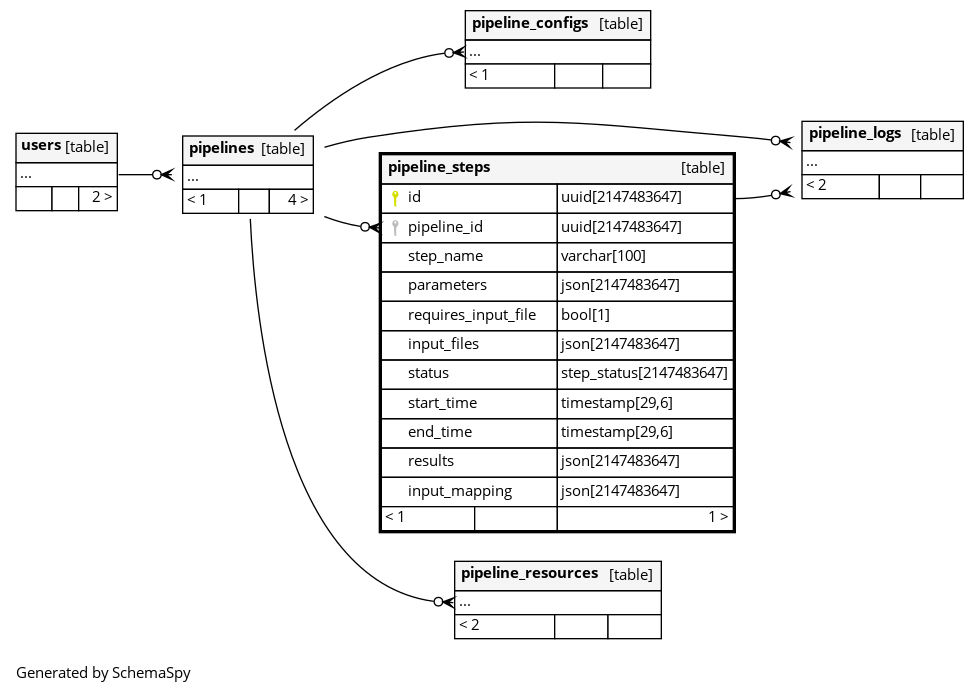 pipeline_configs [table]
...
< 1
users [table]
...
2 >
pipelines [table]
...
< 1 4 >
pipeline_logs [table]
...
< 2
pipeline_steps [table]
id uuid[2147483647]
pipeline_id uuid[2147483647]
step_name varchar[100]
parameters json[2147483647]
requires_input_file bool[1]
input_files json[2147483647]
status step_status[2147483647]
start_time timestamp[29,6]
end_time timestamp[29,6]
results json[2147483647]
input_mapping json[2147483647]
< 1 1 >
pipeline_resources [table]
...
< 2
Generated by SchemaSpy